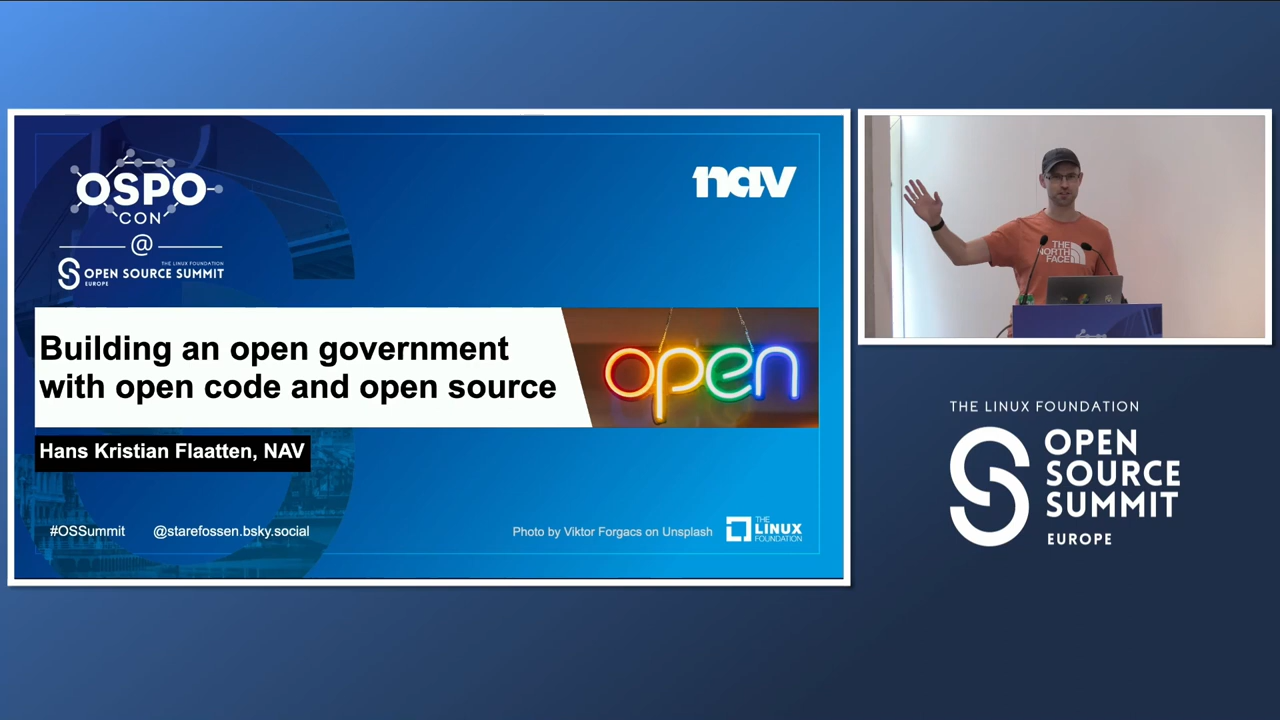 OSPO
CON
@
THE LINUX FOUNDATION
OPEN SOURCE SUMMIT
EUROPE
nav
Building an open government
with open code and open source
open
Hans Kristian Flaatten, NAV
#OSSummit @starefossen.bsky.social
Photo by Viktor Forgacs on Unsplash
THE
LINUX
FOUNDATION
THE
NORTH
FACE
THE LINUX FOUNDATION
OPEN
SOURCE
SUMMIT
EUROPE